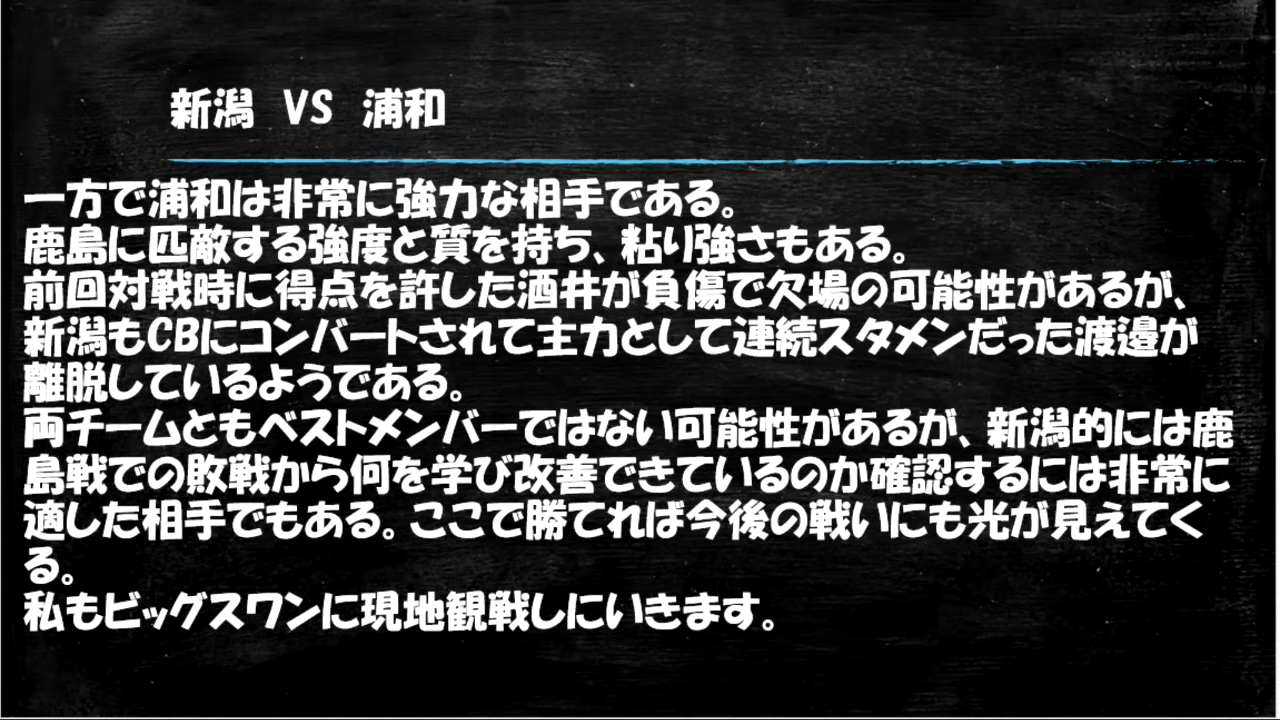 新潟 VS 浦和
一方で浦和は非常に強力な相手である。
鹿島に匹敵する強度と質を持ち、粘り強さもある。
前回対戦時に得点を許した酒井が負傷で欠場の可能性があるが、
新潟もCBにコンバートされて主力として連続スタメンだった渡邉が
離脱しているようである。
両チームともベストメンバーではない可能性があるが、新潟的には鹿
島戦での敗戦から何を学び改善できているのか確認するには非常に
適した相手でもある。ここで勝てれば今後の戦いにも光が見えてく
る。
私もビッグスワンに現地観戦しにいきます。